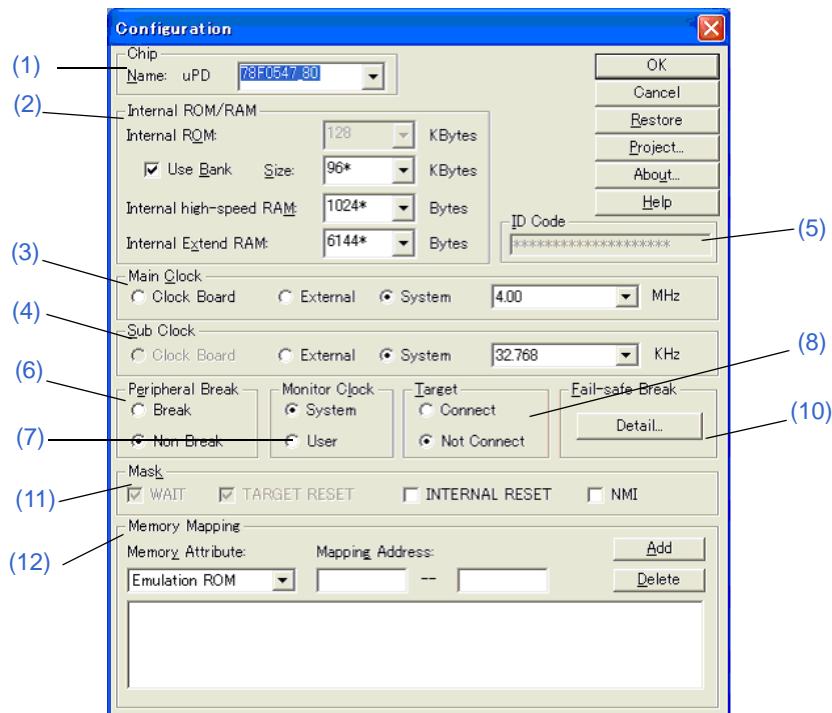 Configuration
(1)
Chip
Name: uPD 78F0547_80
OK
Cancel
Restore
Project...
About...
Help
(2)
Internal ROM/RAM
Internal ROM: 128 KBytes
Use Bank Size: 96* KBytes
Internal high-speed RAM: 1024* Bytes
Internal Extend RAM: 6144* Bytes
ID Code
********************
(5)
(3)
Main Clock
Clock Board External System 4.00 MHz
(4)
Sub Clock
Clock Board External System 32.768 KHz
(8)
(6)
Peripheral Break
Break
Non Break
(7)
Monitor Clock
System
User
Target
Connect
Not Connect
Fail-safe Break
Detail...
(10)
(11)
Mask
WAIT TARGET RESET INTERNAL RESET NMI
(12)
Memory Mapping
Memory Attribute: Mapping Address: Add
Emulation ROM -- Delete